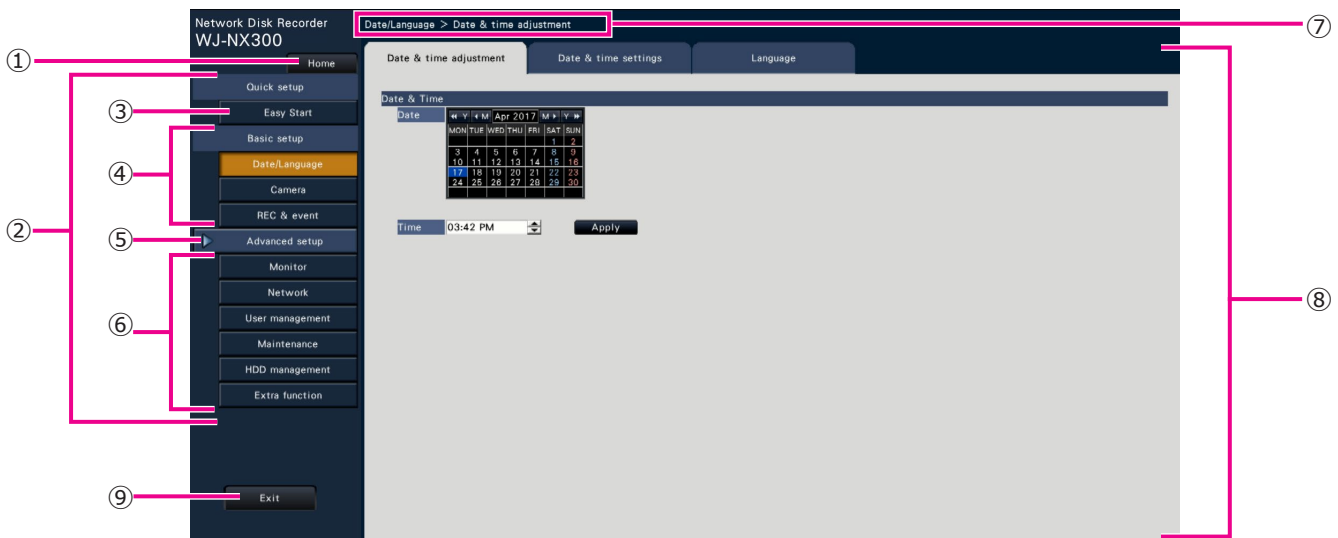 Network Disk Recorder
WJ-NX300
Date/Language > Date & time adjustment
⑦
①
Home
Date & time adjustment
Date & time settings
Language
Quick setup
③
Easy Start
Basic setup
④
Date/Language
Camera
REC & event
②
⑤
Advanced setup
⑥
Monitor
Network
User management
Maintenance
HDD management
Extra function
⑨
Exit
Date & Time
Date
Y M Apr 2017 M Y
MON TUE WED THU FRI SAT SUN
1 2
3 4 5 6 7 8 9
10 11 12 13 14 15 16
17 18 19 20 21 22 23
24 25 26 27 28 29 30
Time 03:42 PM Apply
⑧